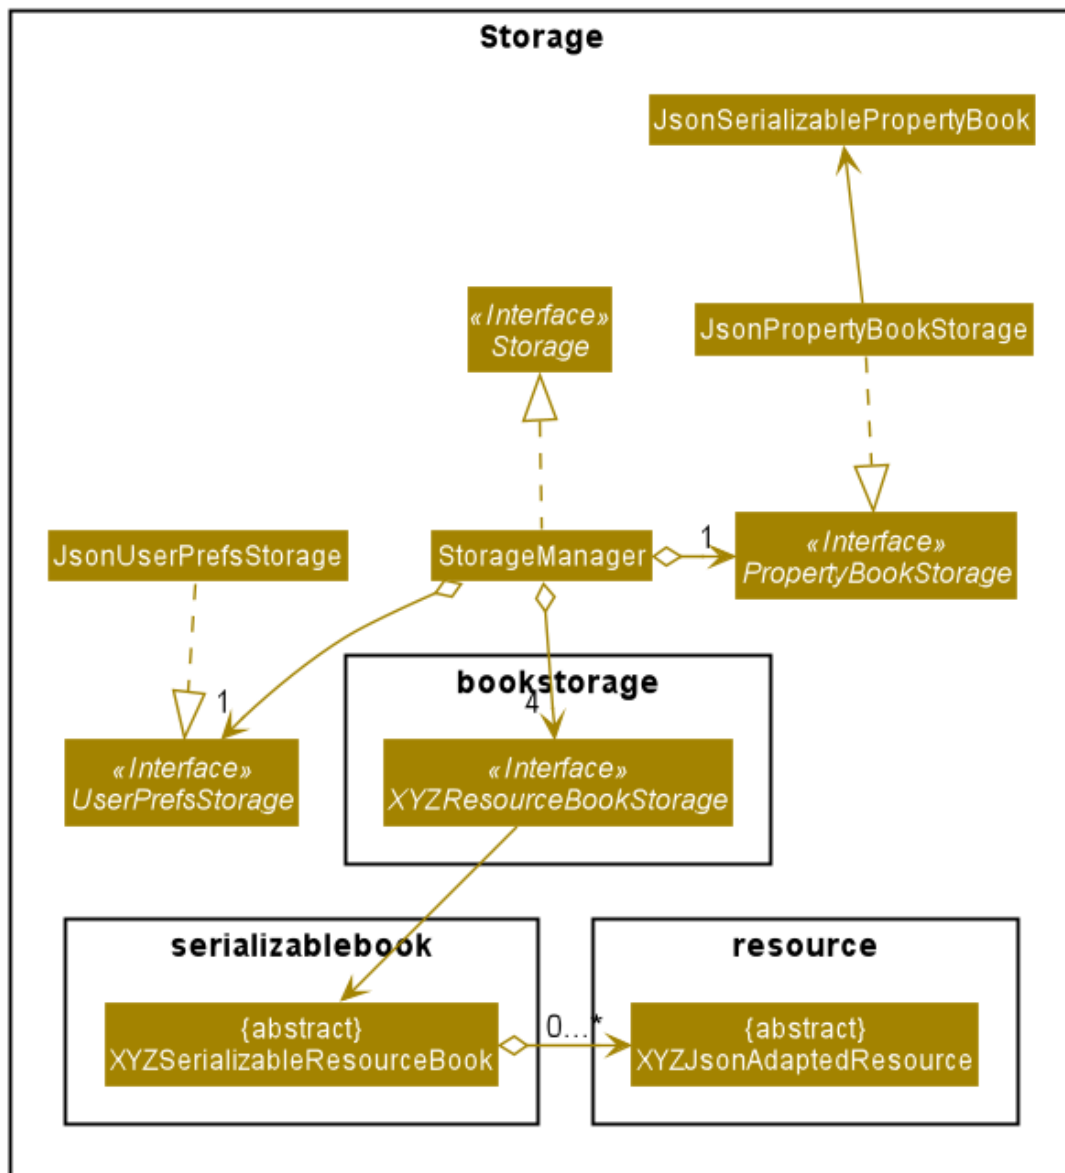 Storage
JsonSerializablePropertyBook
«Interface»
Storage
JsonPropertyBookStorage
JsonUserPrefsStorage
StorageManager
1
«Interface»
PropertyBookStorage
bookstorage
1
4
«Interface»
UserPrefsStorage
«Interface»
XYZResourceBookStorage
serializablebook
resource
{abstract}
XYZSerializableResourceBook
0...*
{abstract}
XYZJsonAdaptedResource